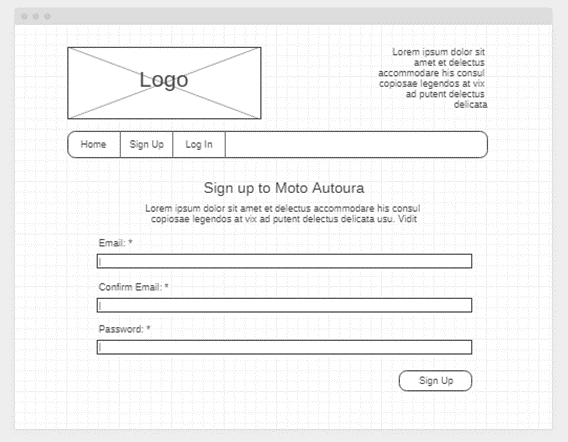 Logo
Lorem ipsum dolor sit
amet et delectus
accommodare his consul
copiosae legendos at vix
ad putent delectus
delicata
Home Sign Up Log In
Sign up to Moto Autoura
Lorem ipsum dolor sit amet et delectus accommodare his consul
copiosae legendos at vix ad putent delectus delicata usu. Vidit
Email: *
Confirm Email: *
Password: *
Sign Up